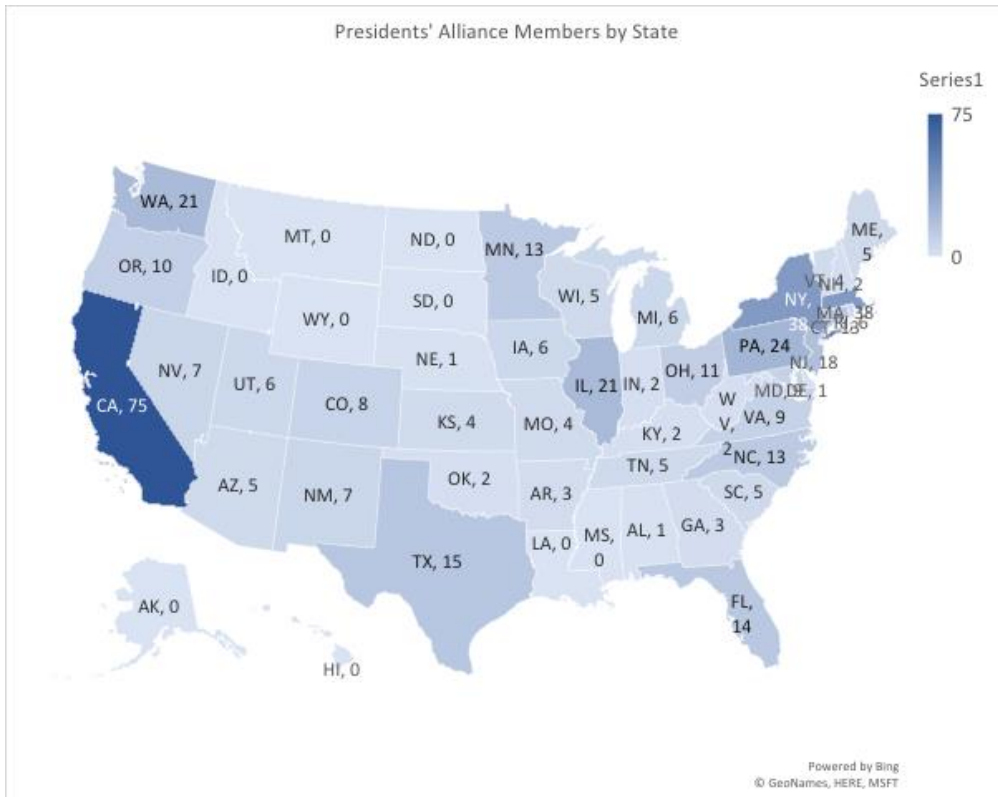 Presidents' Alliance Members by State
Series1
75
0
WA, 21
MT, 0
ND, 0
MN, 13
ME,
5
OR, 10
ID, 0
SD, 0
WI, 5
MI, 6
VT, 4
NH, 2
WY, 0
NY,
38
MA, 38
CT, 13
IA, 6
PA, 24
NE, 1
NV, 7
UT, 6
CO, 8
IL, 21
IN, 2
OH, 11
NJ, 18
MD,
DE, 1
CA, 75
KS, 4
MO, 4
W
V,
2
VA, 9
KY, 2
NC, 13
TN, 5
AZ, 5
NM, 7
OK, 2
AR, 3
SC, 5
TX, 15
LA, 0
MS,
0
AL, 1
GA, 3
AK, 0
FL,
14
HI, 0
Powered by Bing
© GeoNames, HERE, MSFT